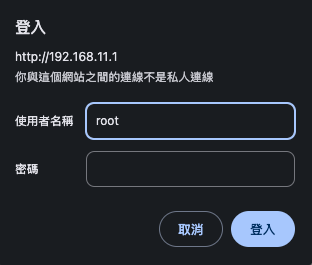 登入
http://192.168.11.1
你與這個網站之間的連線不是私人連線
使用者名稱
root
密碼
取消
登入